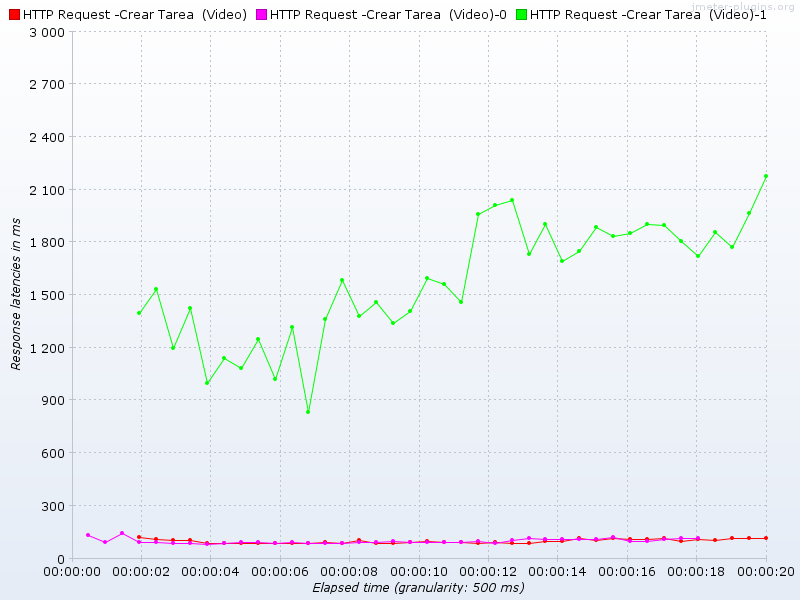 jmeter-plugins.org
HTTP Request -Crear Tarea (Video) HTTP Request -Crear Tarea (Video)-0 HTTP Request -Crear Tarea (Video)-1
3 000
2 700
2 400
2 100
1 800
1 500
1 200
900
600
300
0
Response latencies in ms
00:00:00 00:00:02 00:00:04 00:00:06 00:00:08 00:00:10 00:00:12 00:00:14 00:00:16 00:00:18 00:00:20
Elapsed time (granularity: 500 ms)